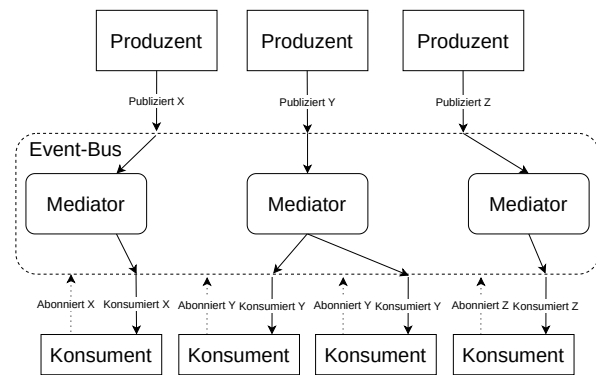 Produzent
Produzent
Produzent
Publiziert X
Publiziert Y
Publiziert Z
Event-Bus
Mediator
Mediator
Mediator
Abonniert X
Konsumiert X
Abonniert Y
Konsumiert Y
Abonniert Y
Konsumiert Y
Abonniert Z
Konsumiert Z
Konsument
Konsument
Konsument
Konsument